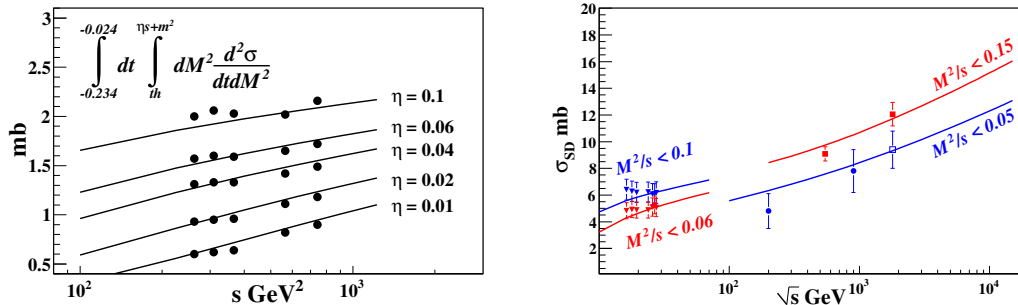 3
2.5
2
1.5
1
0.5
mb
-0.024
∫ dt
-0.234
ηs+m²
∫ dM² d²σ/dtdM²
th
η = 0.1
η = 0.06
η = 0.04
η = 0.02
η = 0.01
10² 10³
s GeV²
20
18
16
14
12
10
8
6
4
2
0
σ_SD mb
M²/s < 0.15
M²/s < 0.05
M²/s < 0.1
M²/s < 0.06
10² 10³ 10⁴
√s GeV